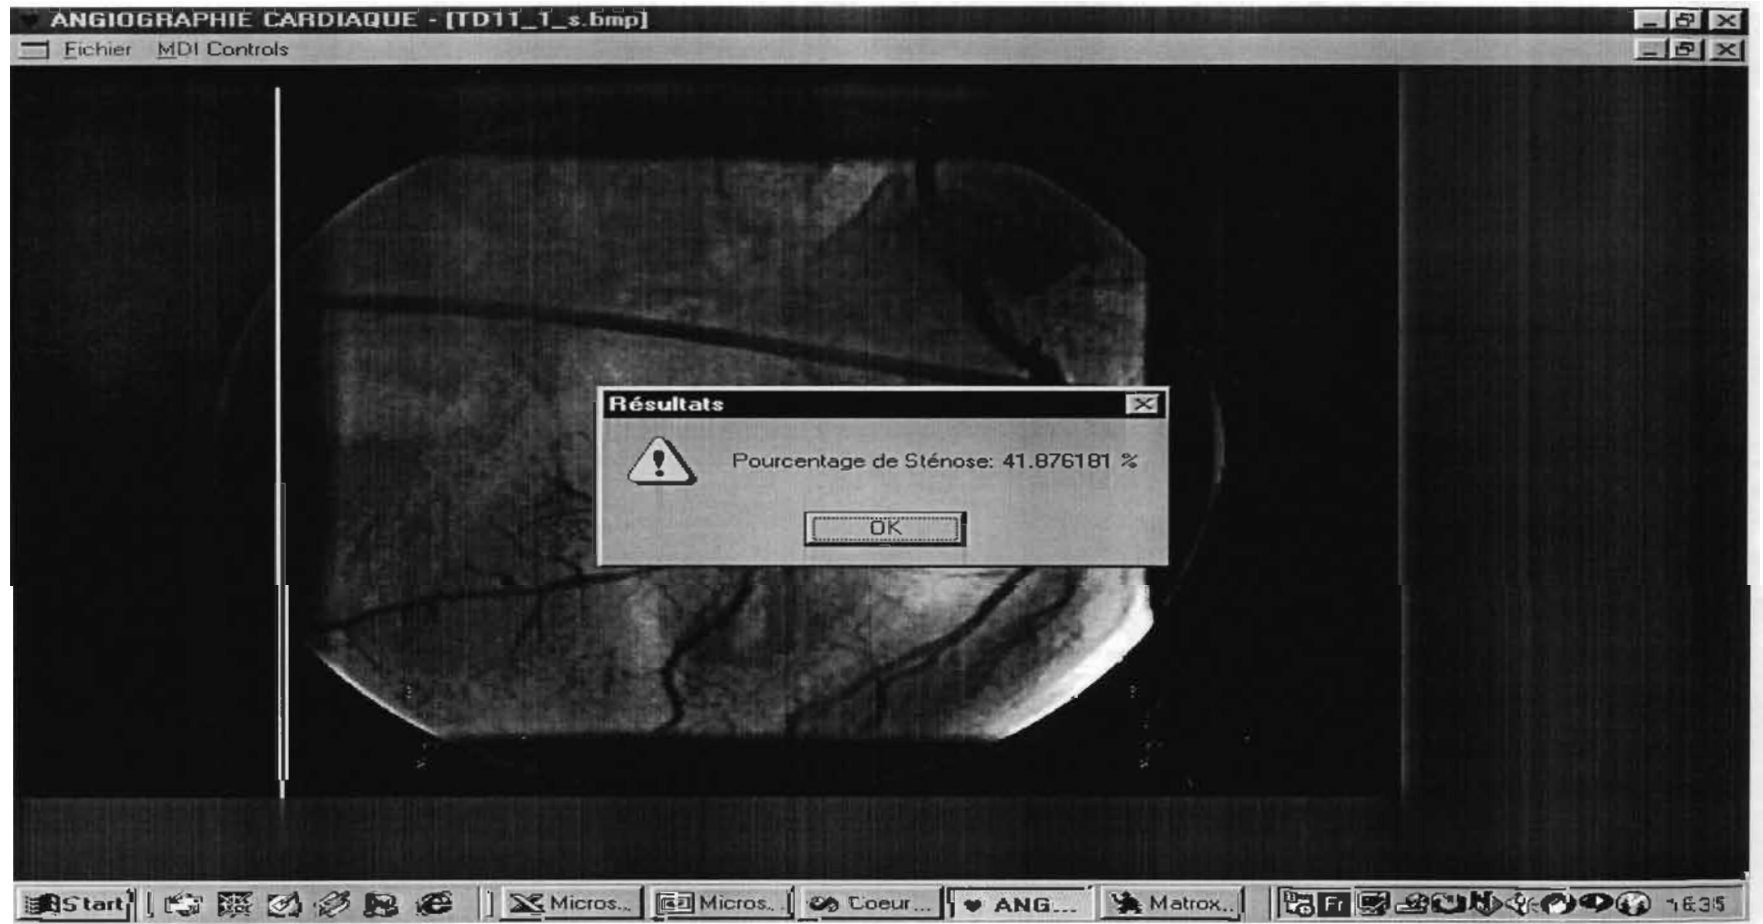 ANGIOGRAPHIE CARDIAQUE - [TD11_1_s.bmp]
Fichier MDI Controls
Résultats
Pourcentage de Sténose: 41.876181 %
OK
Start Micros... Micros... Coeur... ANG... Matrox... Fr 16:35